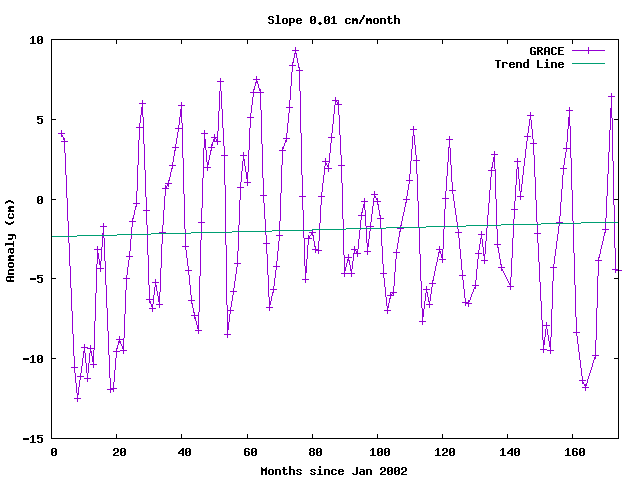 Slope 0.01 cm/month
10
GRACE
Trend Line
5
0
Anomaly (cm)
-5
-10
-15
0 20 40 60 80 100 120 140 160
Months since Jan 2002